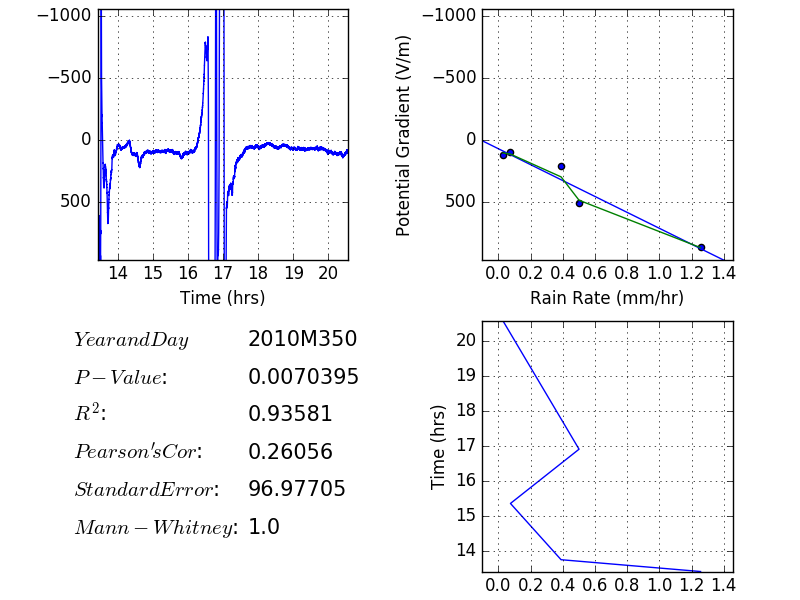 −1000
−500
0
500
14 15 16 17 18 19 20
Time (hrs)
Potential Gradient (V/m)
−1000
−500
0
500
0.0 0.2 0.4 0.6 0.8 1.0 1.2 1.4
Rain Rate (mm/hr)
YearandDay 2010M350
P−Value: 0.0070395
R²: 0.93581
Pearson'sCor: 0.26056
StandardError: 96.97705
Mann−Whitney: 1.0
Time (hrs)
20
19
18
17
16
15
14
0.0 0.2 0.4 0.6 0.8 1.0 1.2 1.4